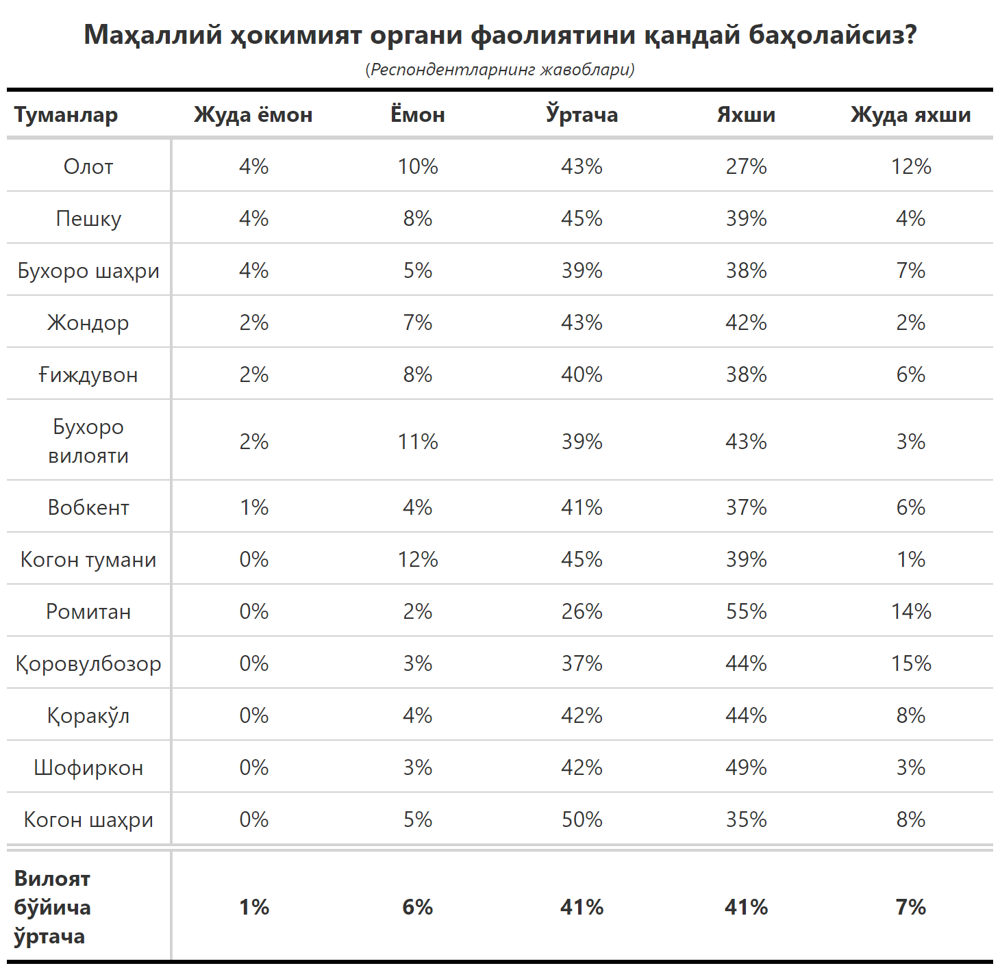 Маҳаллий ҳокимият органи фаолиятини қандай баҳолайсиз?
(Респондентларнинг жавоблари)
Туманлар Жуда ёмон Ёмон Ўртача Яхши Жуда яхши
Олот 4% 10% 43% 27% 12%
Пешку 4% 8% 45% 39% 4%
Бухоро шаҳри 4% 5% 39% 38% 7%
Жондор 2% 7% 43% 42% 2%
Ғиждувон 2% 8% 40% 38% 6%
Бухоро
вилояти 2% 11% 39% 43% 3%
Вобкент 1% 4% 41% 37% 6%
Когон тумани 0% 12% 45% 39% 1%
Ромитан 0% 2% 26% 55% 14%
Қоровулбозор 0% 3% 37% 44% 15%
Қоракўл 0% 4% 42% 44% 8%
Шофиркон 0% 3% 42% 49% 3%
Когон шаҳри 0% 5% 50% 35% 8%
Вилоят
бўйича 1% 6% 41% 41% 7%
ўртача